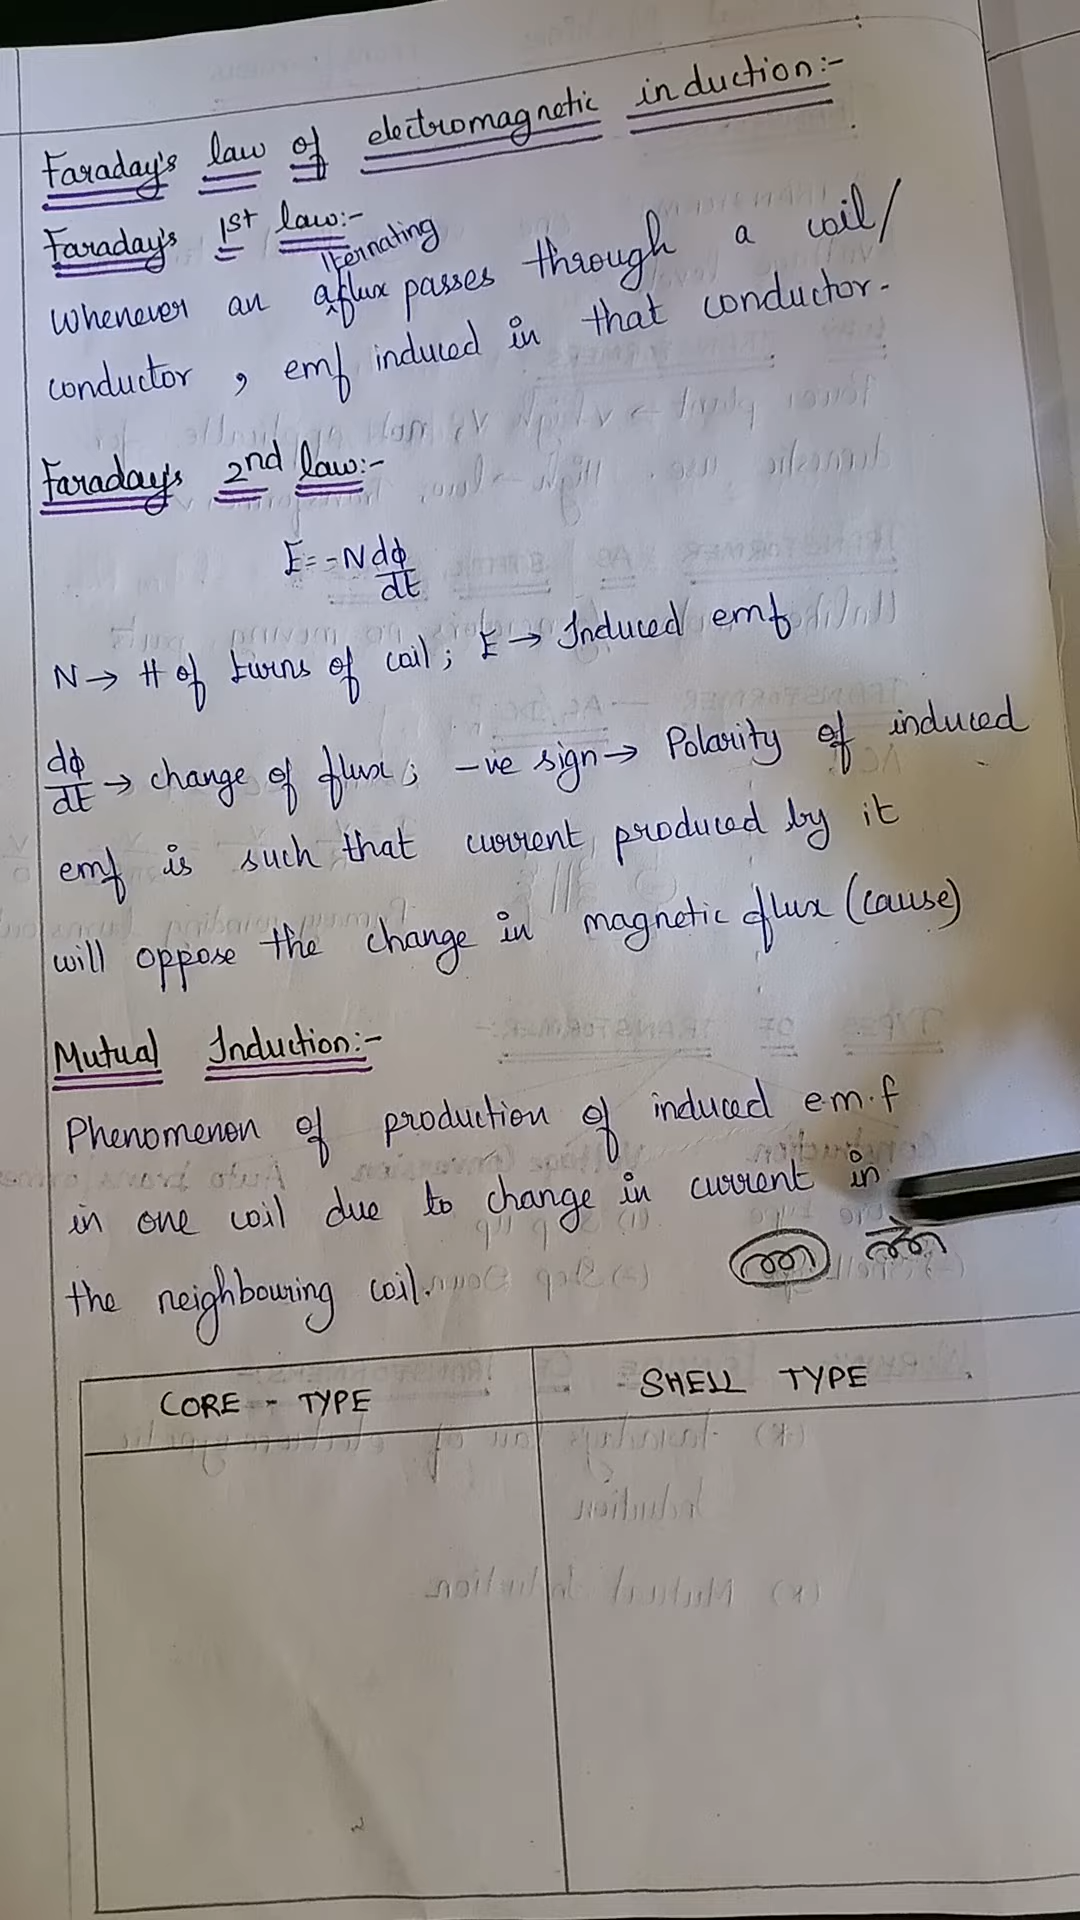 Faraday's law of electromagnetic induction:-
Faraday's 1st law:-
Whenever an alternating flux passes through a coil/
conductor, emf induced in that conductor.
Faraday's 2nd law:-
E = -N dφ/dt
N → # of turns of coil; E → Induced emf
dφ/dt → change of flux; -ve sign → Polarity of induced
emf is such that current produced by it
will oppose the change in magnetic flux (cause)
Mutual Induction:-
Phenomenon of production of induced e.m.f
in one coil due to change in current in
the neighbouring coil.
CORE - TYPE
SHELL TYPE